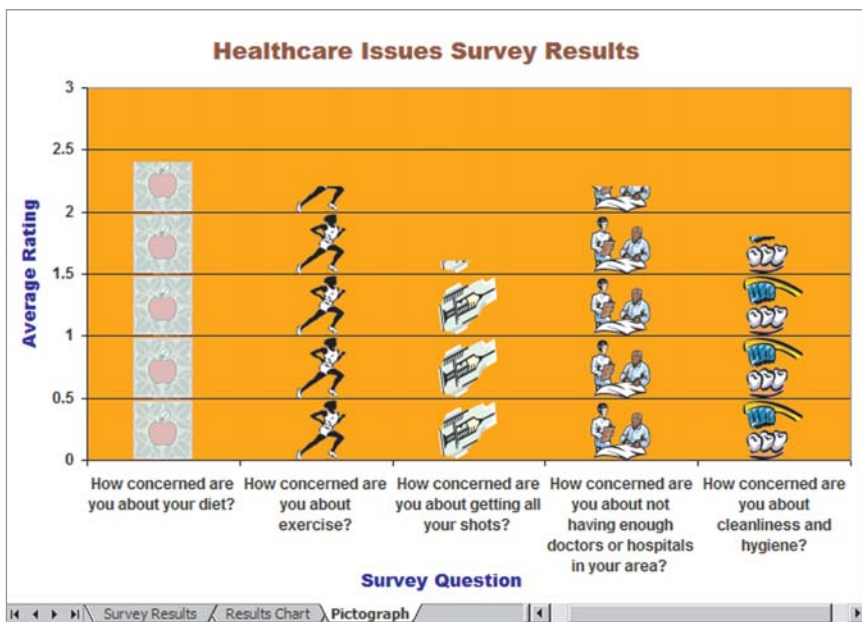 Healthcare Issues Survey Results
3
2.5
2
1.5
1
0.5
0
Average Rating
How concerned are
you about your diet?
How concerned are
you about
exercise?
How concerned are
you about getting all
your shots?
How concerned are
you about not
having enough
doctors or hospitals
in your area?
How concerned are
you about
cleanliness and
hygiene?
Survey Question
Survey Results
Results Chart
Pictograph